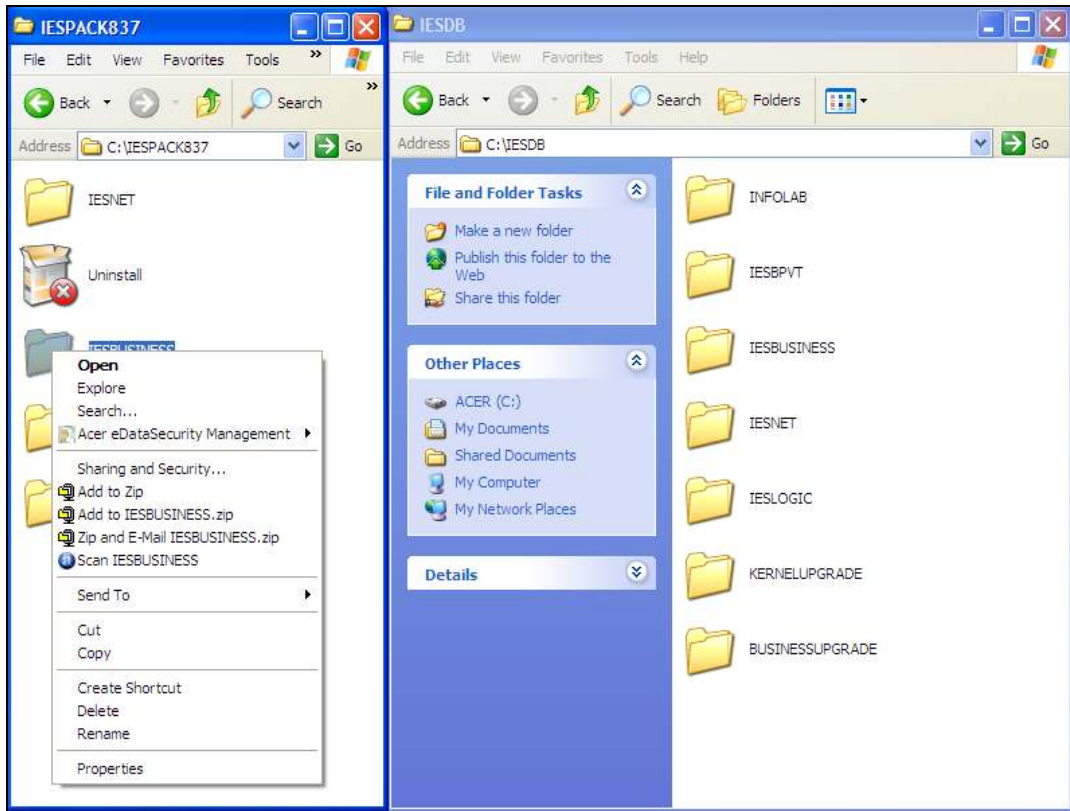 IESPACK837
File Edit View Favorites Tools »
Back Search »
Address C:\IESPACK837 Go
IESNET
Uninstall
IESBUSINESS
Open
Explore
Search...
Acer eDataSecurity Management
Sharing and Security...
Add to Zip
Add to IESBUSINESS.zip
Zip and E-Mail IESBUSINESS.zip
Scan IESBUSINESS
Send To
Cut
Copy
Create Shortcut
Delete
Rename
Properties
IESDB
File Edit View Favorites Tools Help
Back Search Folders
Address C:\IESDB Go
File and Folder Tasks
Make a new folder
Publish this folder to the
Web
Share this folder
Other Places
ACER (C:)
My Documents
Shared Documents
My Computer
My Network Places
Details
INFOLAB
IESBPVT
IESBUSINESS
IESNET
IESLOGIC
KERNELUPGRADE
BUSINESSUPGRADE